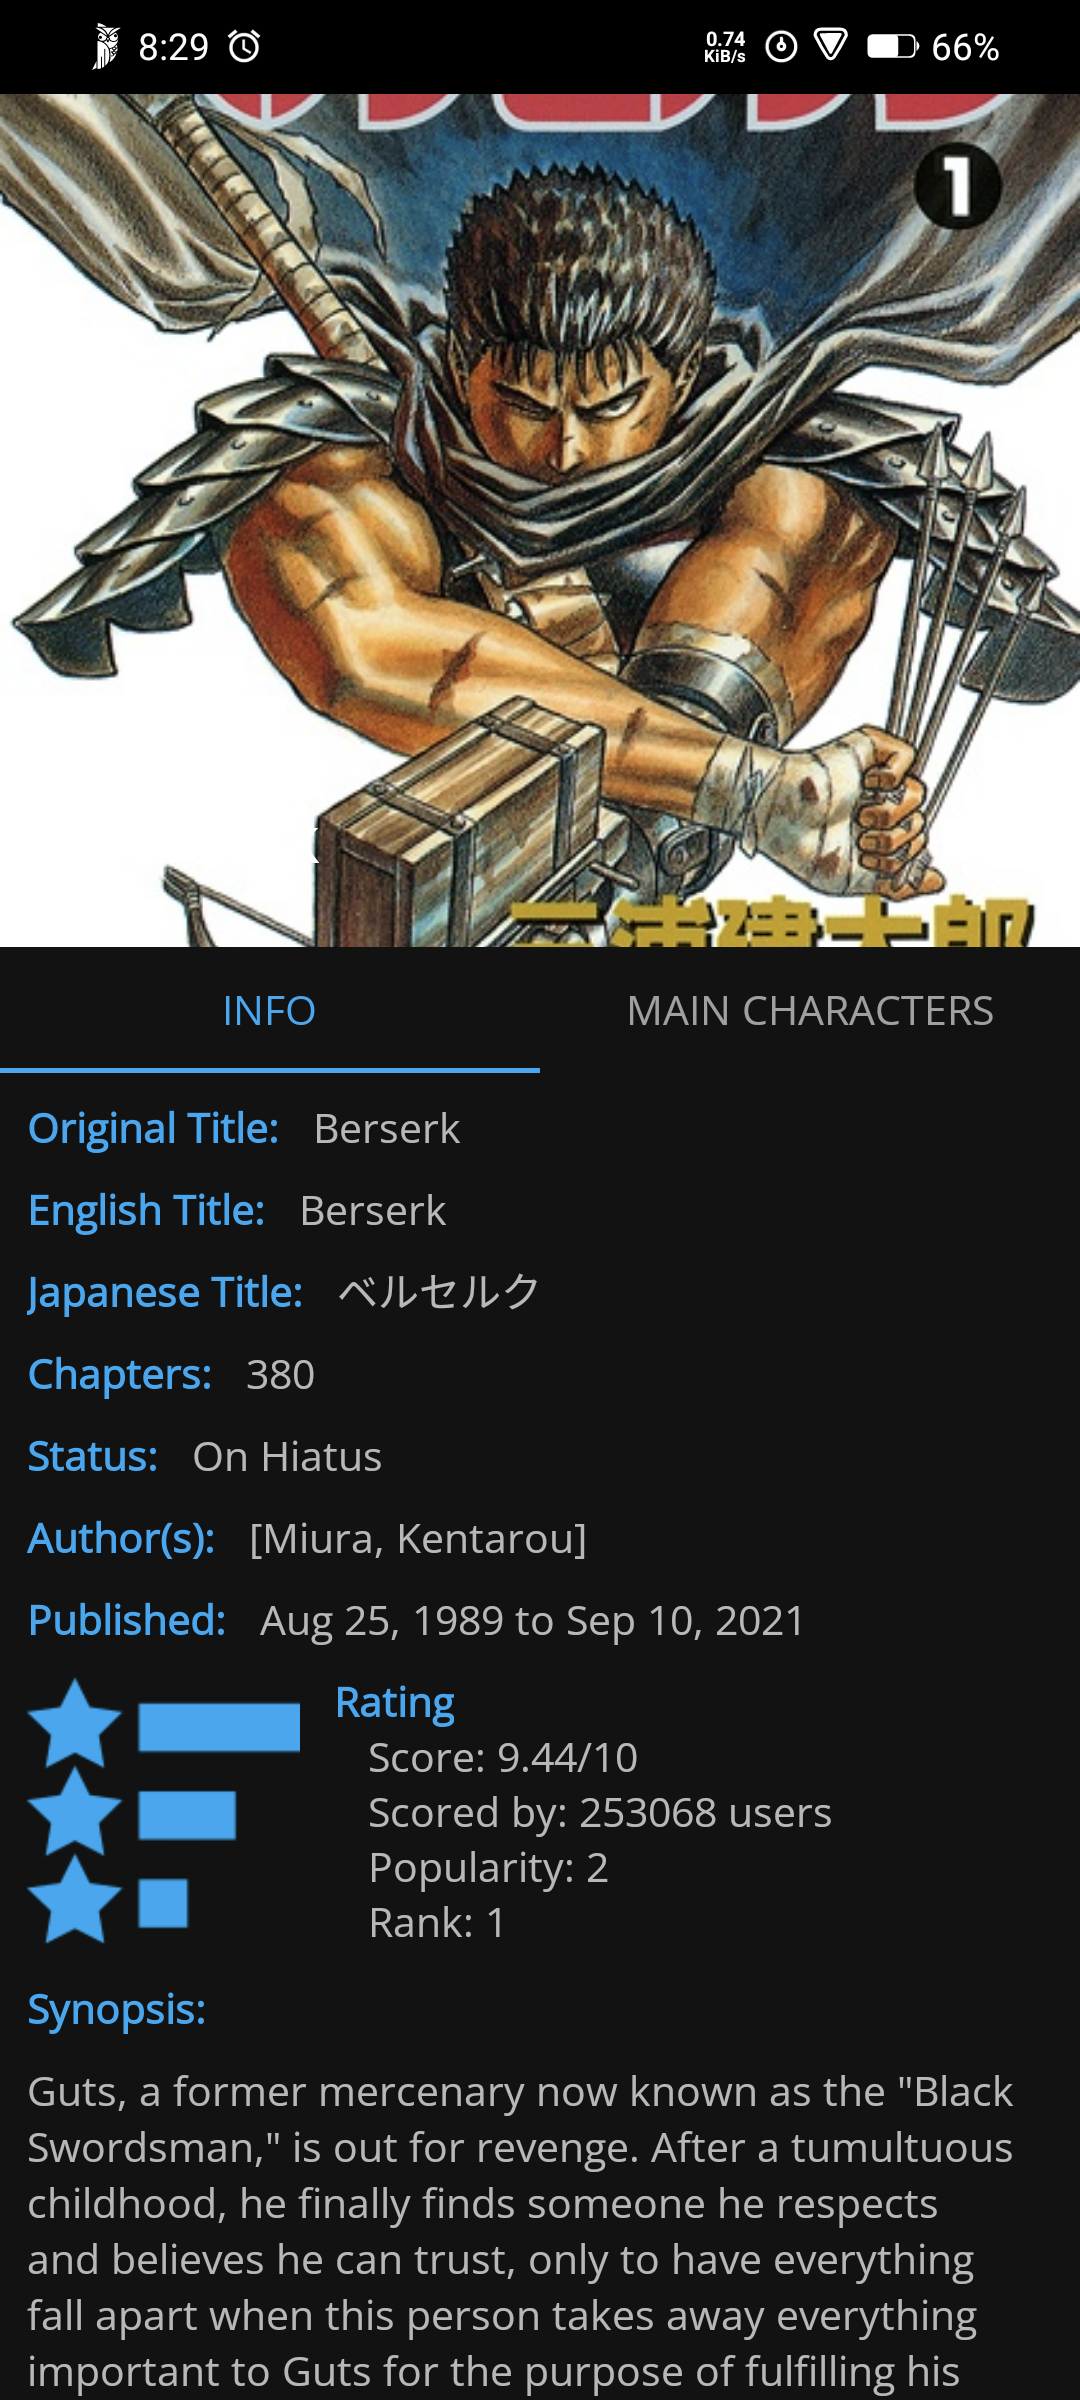 8:29
0.74
KiB/s
66%
1
三浦建太郎
INFO
MAIN CHARACTERS
Original Title: Berserk
English Title: Berserk
Japanese Title: ベルセルク
Chapters: 380
Status: On Hiatus
Author(s): [Miura, Kentarou]
Published: Aug 25, 1989 to Sep 10, 2021
Rating
Score: 9.44/10
Scored by: 253068 users
Popularity: 2
Rank: 1
Synopsis:
Guts, a former mercenary now known as the "Black
Swordsman," is out for revenge. After a tumultuous
childhood, he finally finds someone he respects
and believes he can trust, only to have everything
fall apart when this person takes away everything
important to Guts for the purpose of fulfilling his